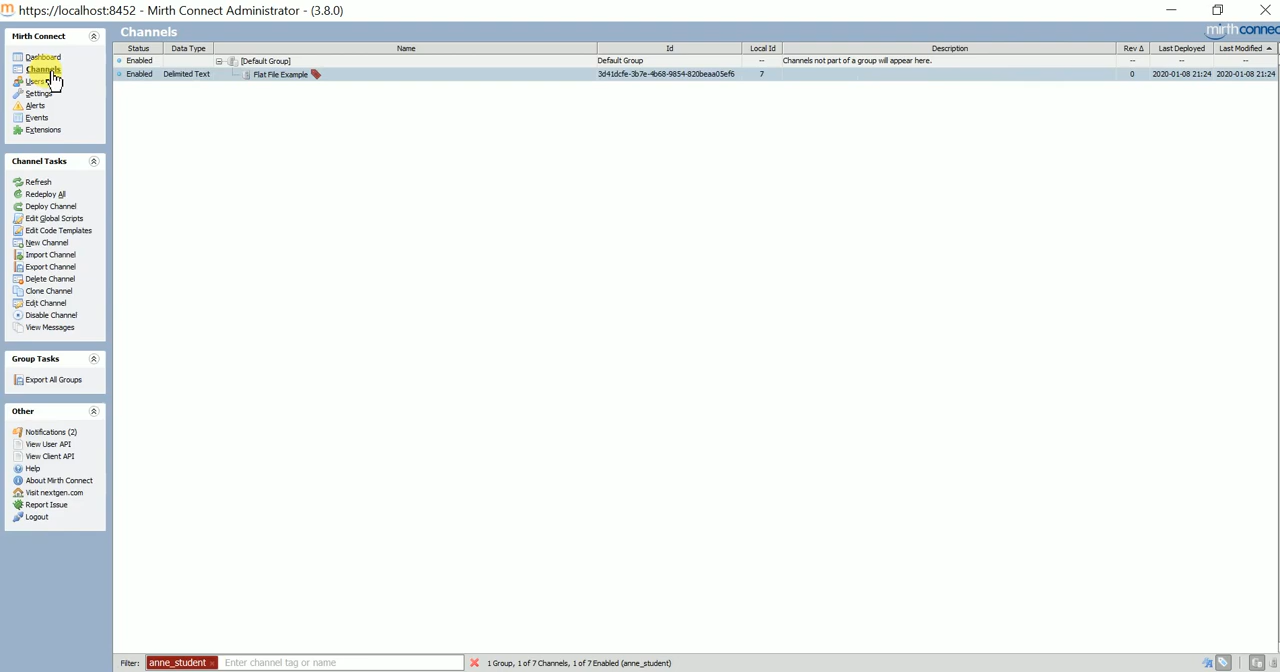 https://localhost:8452 - Mirth Connect Administrator - (3.8.0)
Mirth Connect
Dashboard
Channels
Users
Settings
Alerts
Events
Extensions
Channel Tasks
Refresh
Redeploy All
Deploy Channel
Edit Global Scripts
Edit Code Templates
New Channel
Import Channel
Export Channel
Delete Channel
Clone Channel
Edit Channel
Disable Channel
View Messages
Group Tasks
Export All Groups
Other
Notifications (2)
View User API
View Client API
Help
About Mirth Connect
Visit nextgen.com
Report Issue
Logout
Channels
mirth connec
Status Data Type Name Id Local Id Description Rev Δ Last Deployed Last Modified
Enabled [Default Group] Default Group -- Channels not part of a group will appear here. -- -- --
Enabled Delimited Text Flat File Example 3d41dcfe-3b7e-4b68-9854-820beaa05ef6 7 0 2020-01-08 21:24 2020-01-08 21:24
Filter: anne_student × Enter channel tag or name 1 Group, 1 of 7 Channels, 1 of 7 Enabled (anne_student)